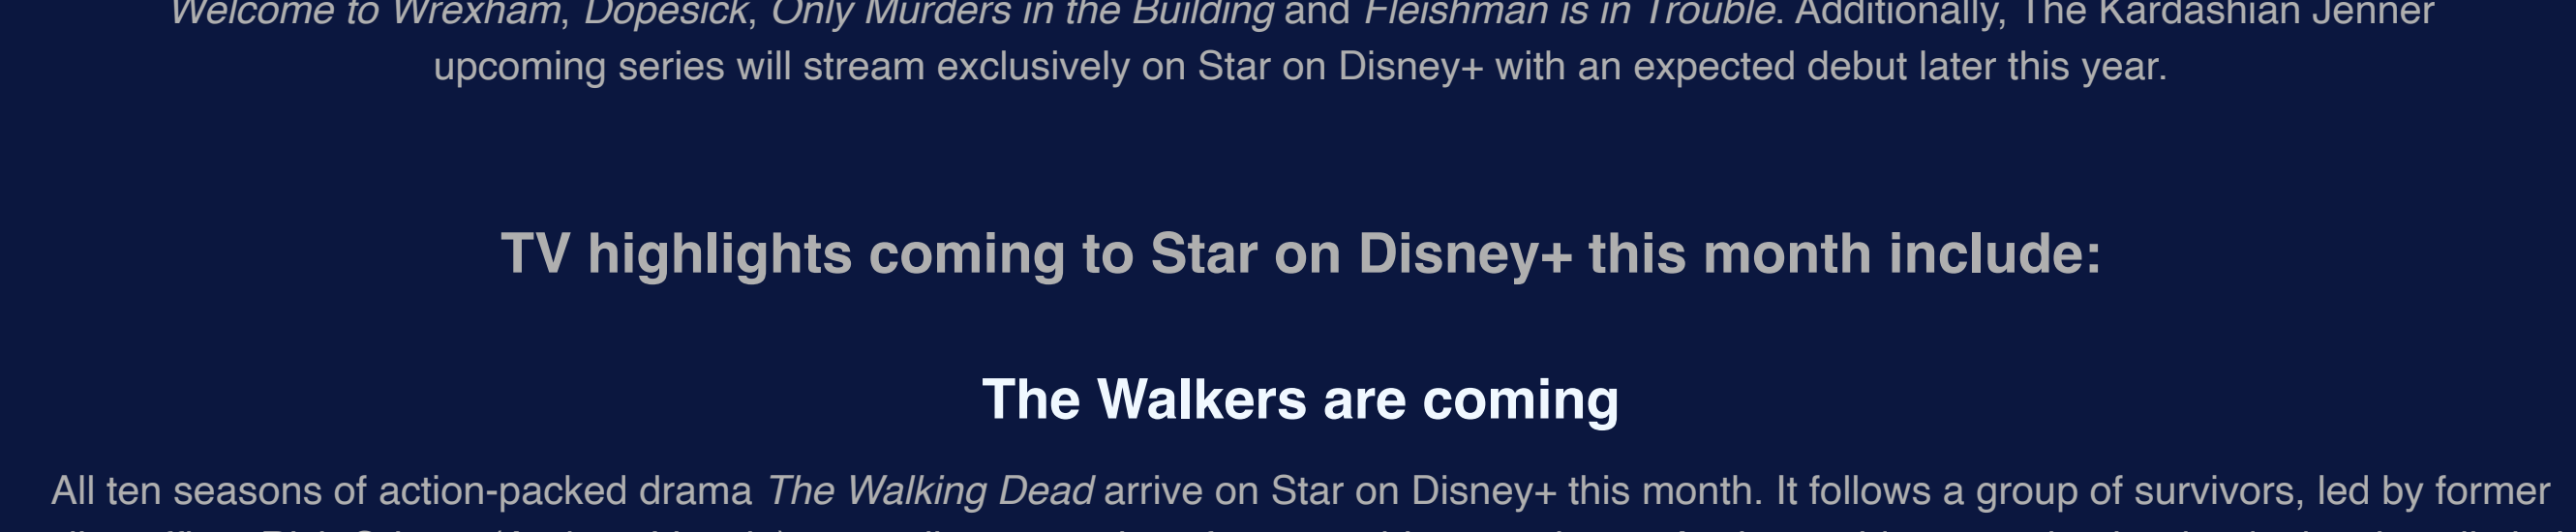 Welcome to Wrexham, Dopesick, Only Murders in the Building and Fleishman is in Trouble. Additionally, The Kardashian Jenner
upcoming series will stream exclusively on Star on Disney+ with an expected debut later this year.
TV highlights coming to Star on Disney+ this month include:
The Walkers are coming
All ten seasons of action-packed drama The Walking Dead arrive on Star on Disney+ this month. It follows a group of survivors, led by former